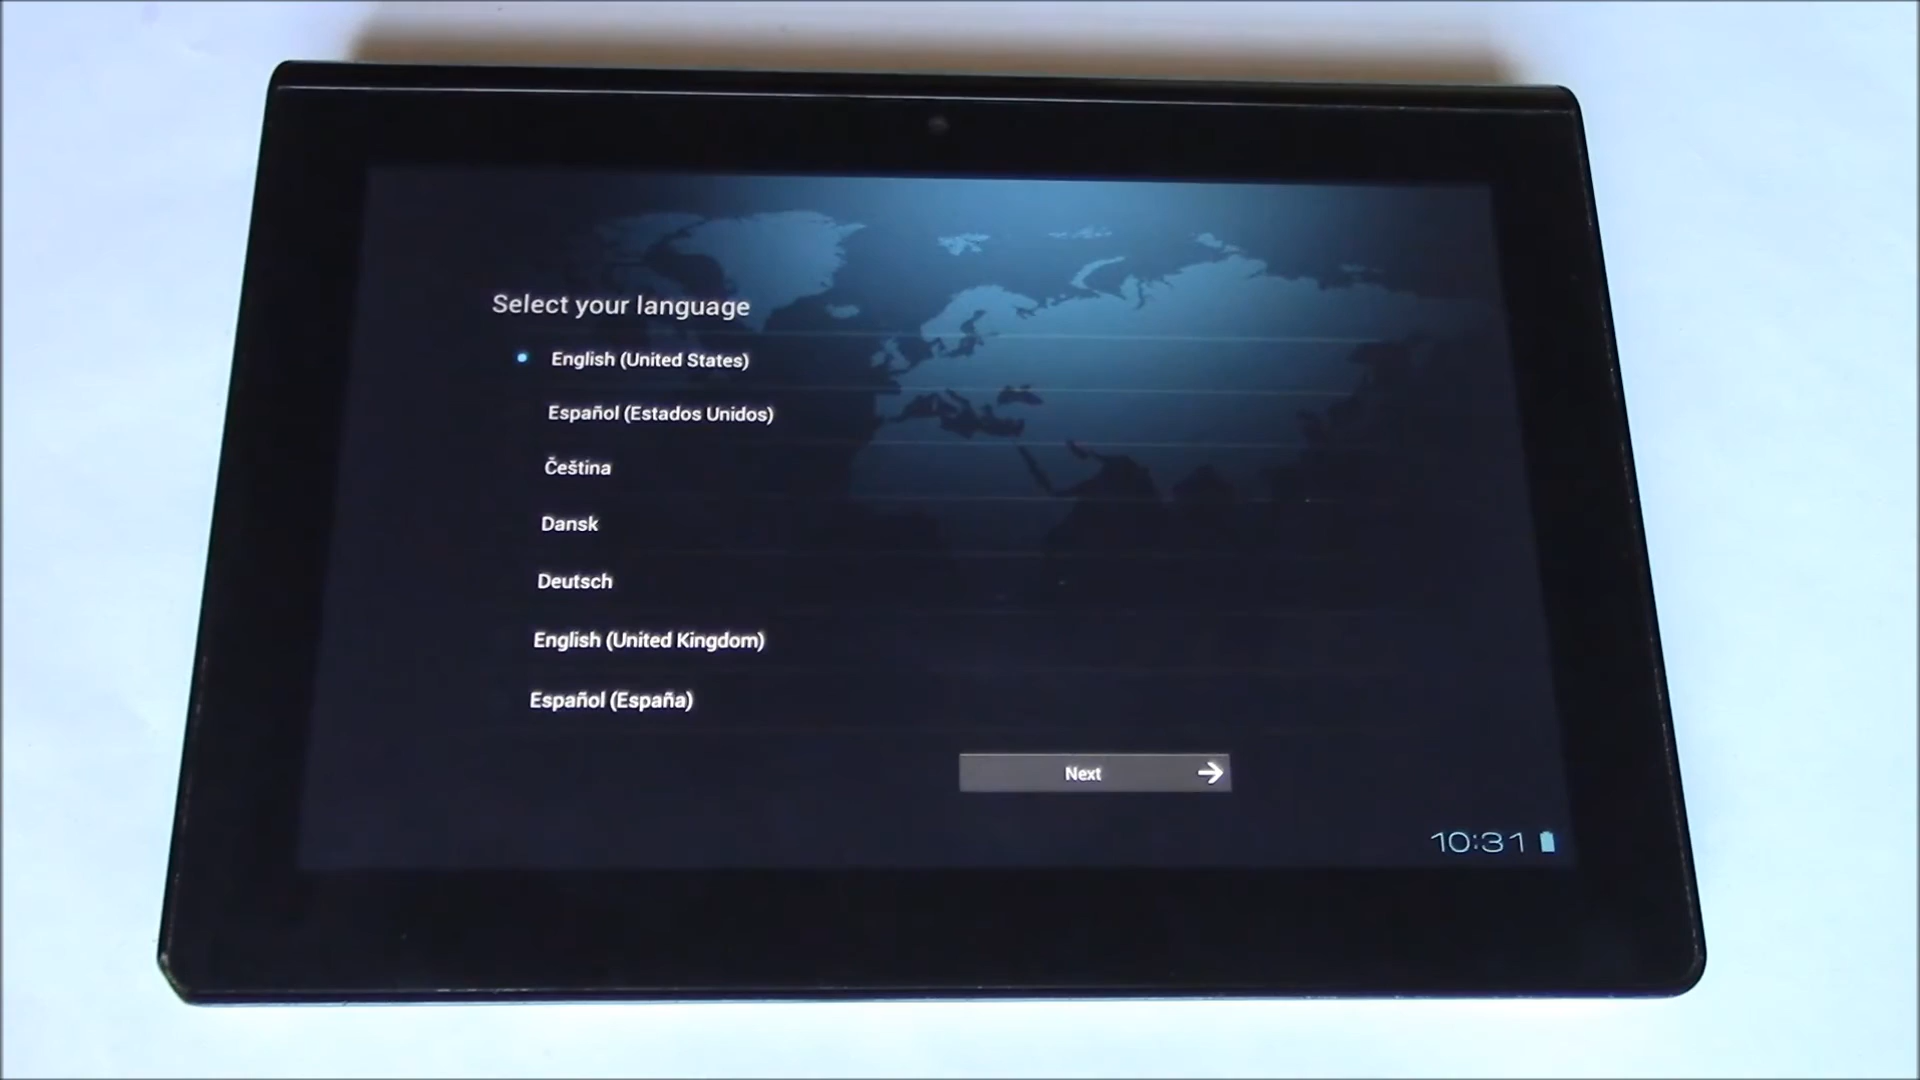 Select your language
English (United States)
Español (Estados Unidos)
Čeština
Dansk
Deutsch
English (United Kingdom)
Español (España)
Next
10:31